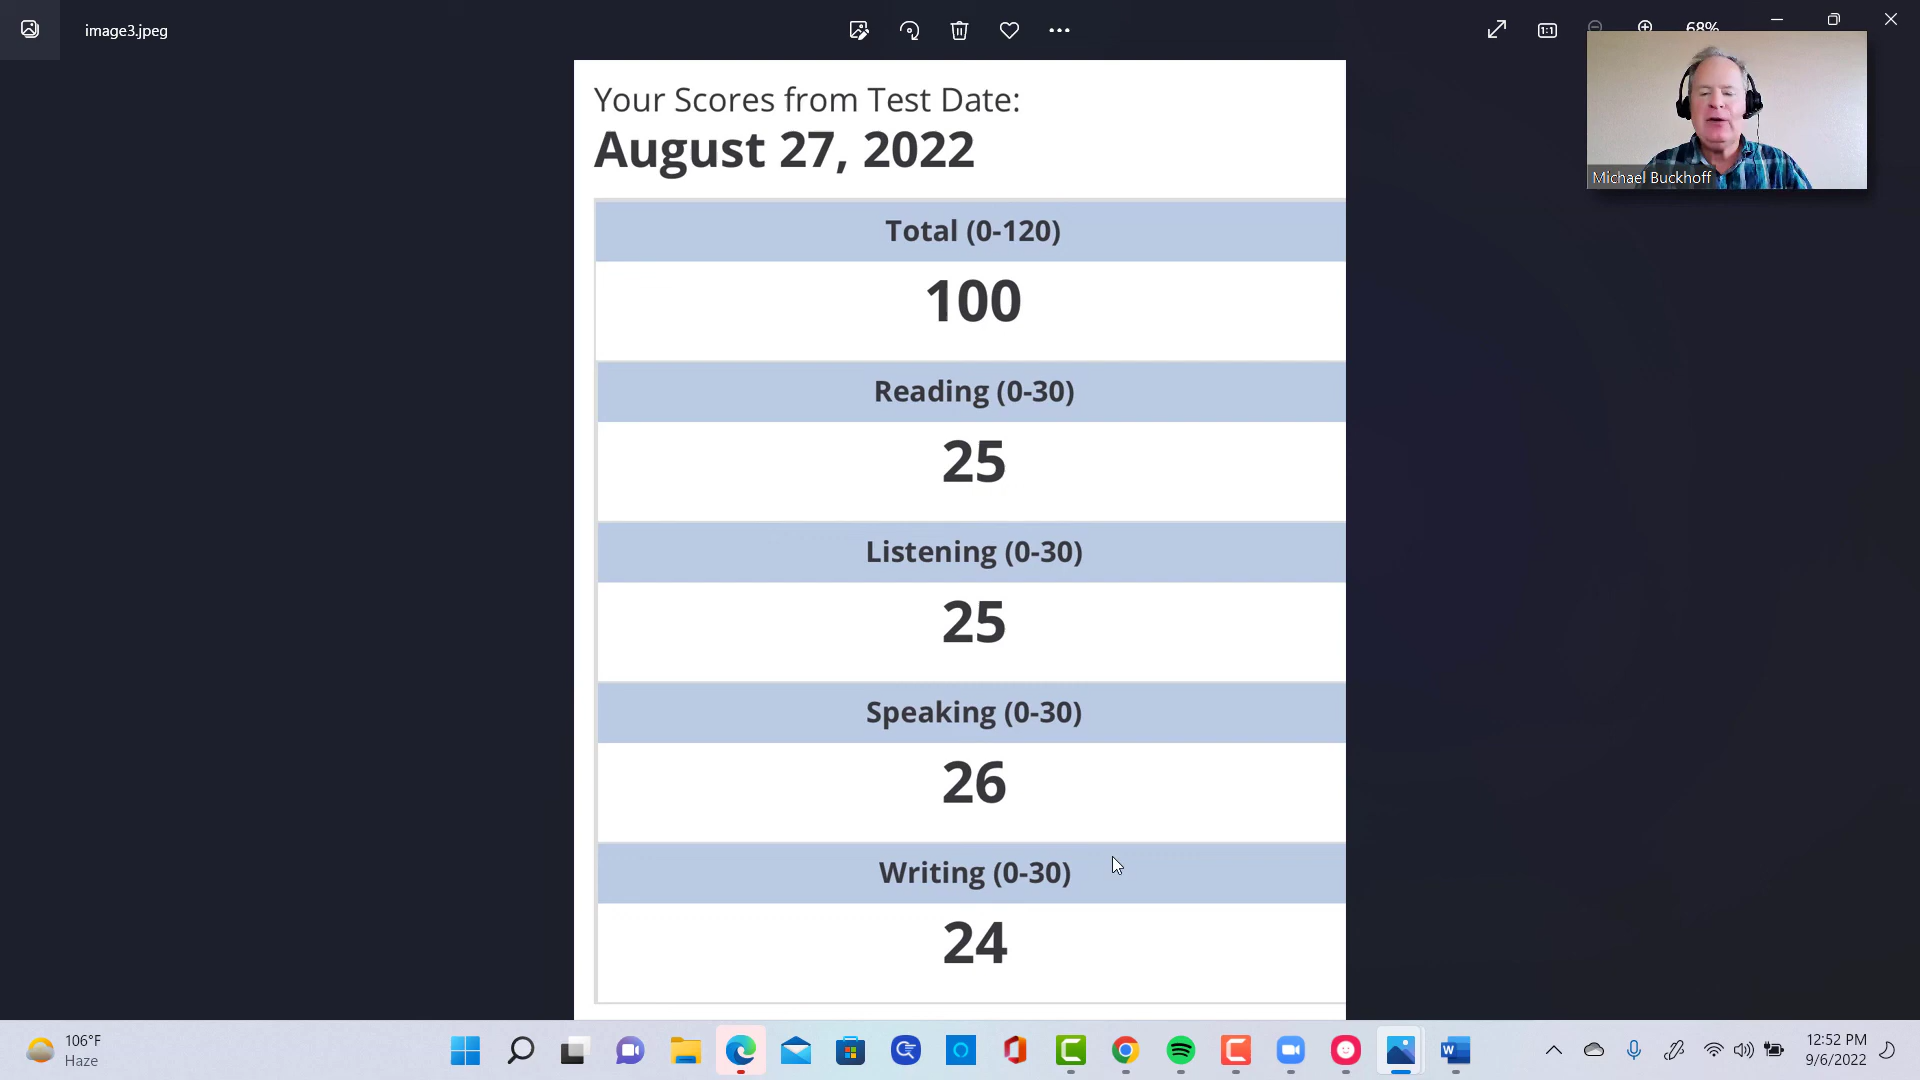 image3.jpeg
68%
Michael Buckhoff
Your Scores from Test Date:
August 27, 2022
Total (0-120)
100
Reading (0-30)
25
Listening (0-30)
25
Speaking (0-30)
26
Writing (0-30)
24
106°F
Haze
12:52 PM
9/6/2022